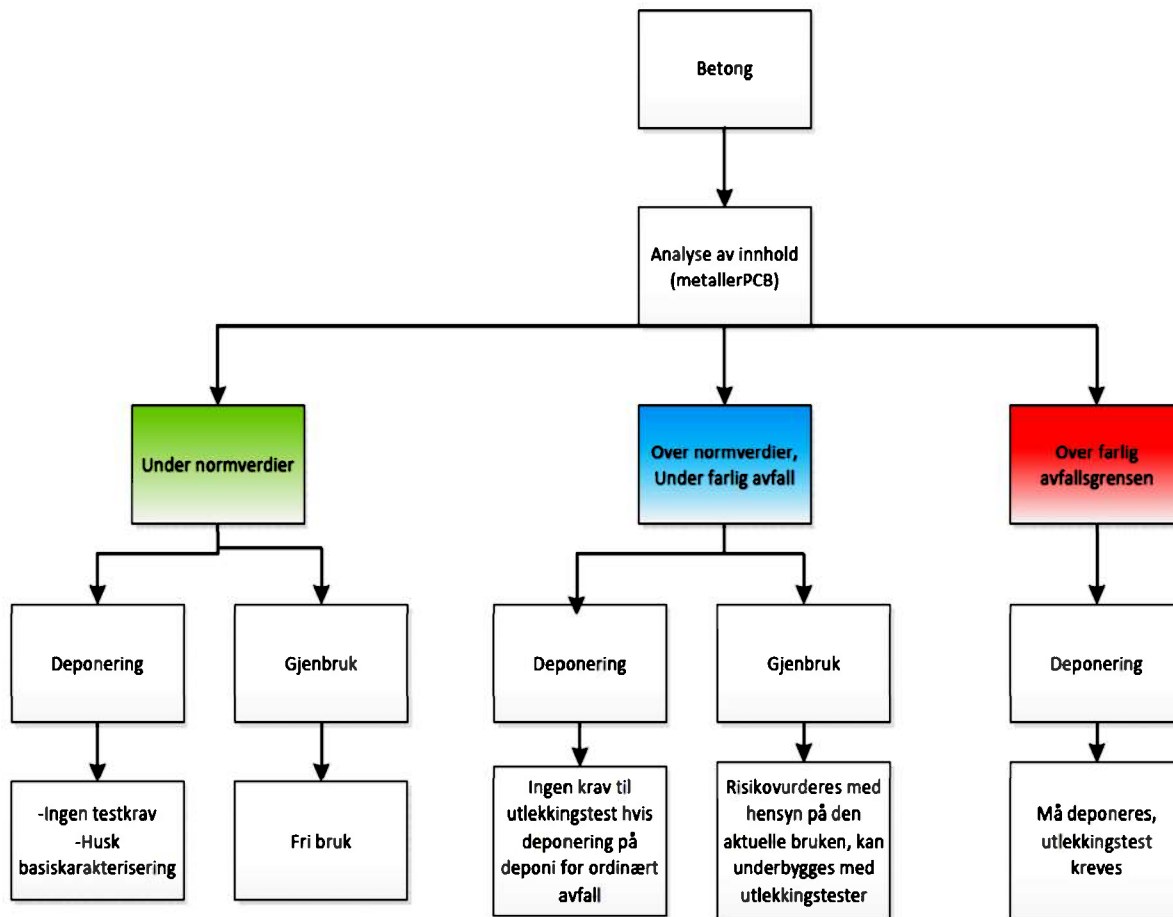 Betong
Analyse av innhold
(metallerPCB)
Under normverdier
Over normverdier,
Under farlig avfall
Over farlig
avfallsgrensen
Deponering
Gjenbruk
Deponering
Gjenbruk
Deponering
-Ingen testkrav
-Husk
basiskarakterisering
Fri bruk
Ingen krav til
utlekkingstest hvis
deponering på
deponi for ordinært
avfall
Risikovurderes med
hensyn på den
aktuelle bruken, kan
underbygges med
utlekkingstester
Må deponeres,
utlekkingstest
kreves